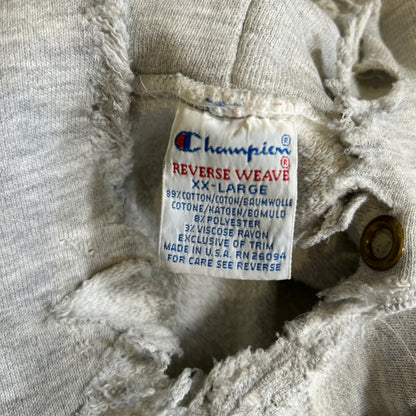 Champion®
REVERSE WEAVE®
XX-LARGE
89% COTTON/COTON/BAUMWOLLE
COTONE/KATOEN/BOMULD
8% POLYESTER
3% VISCOSE RAYON
EXCLUSIVE OF TRIM
MADE IN U.S.A. RN 26094
FOR CARE SEE REVERSE